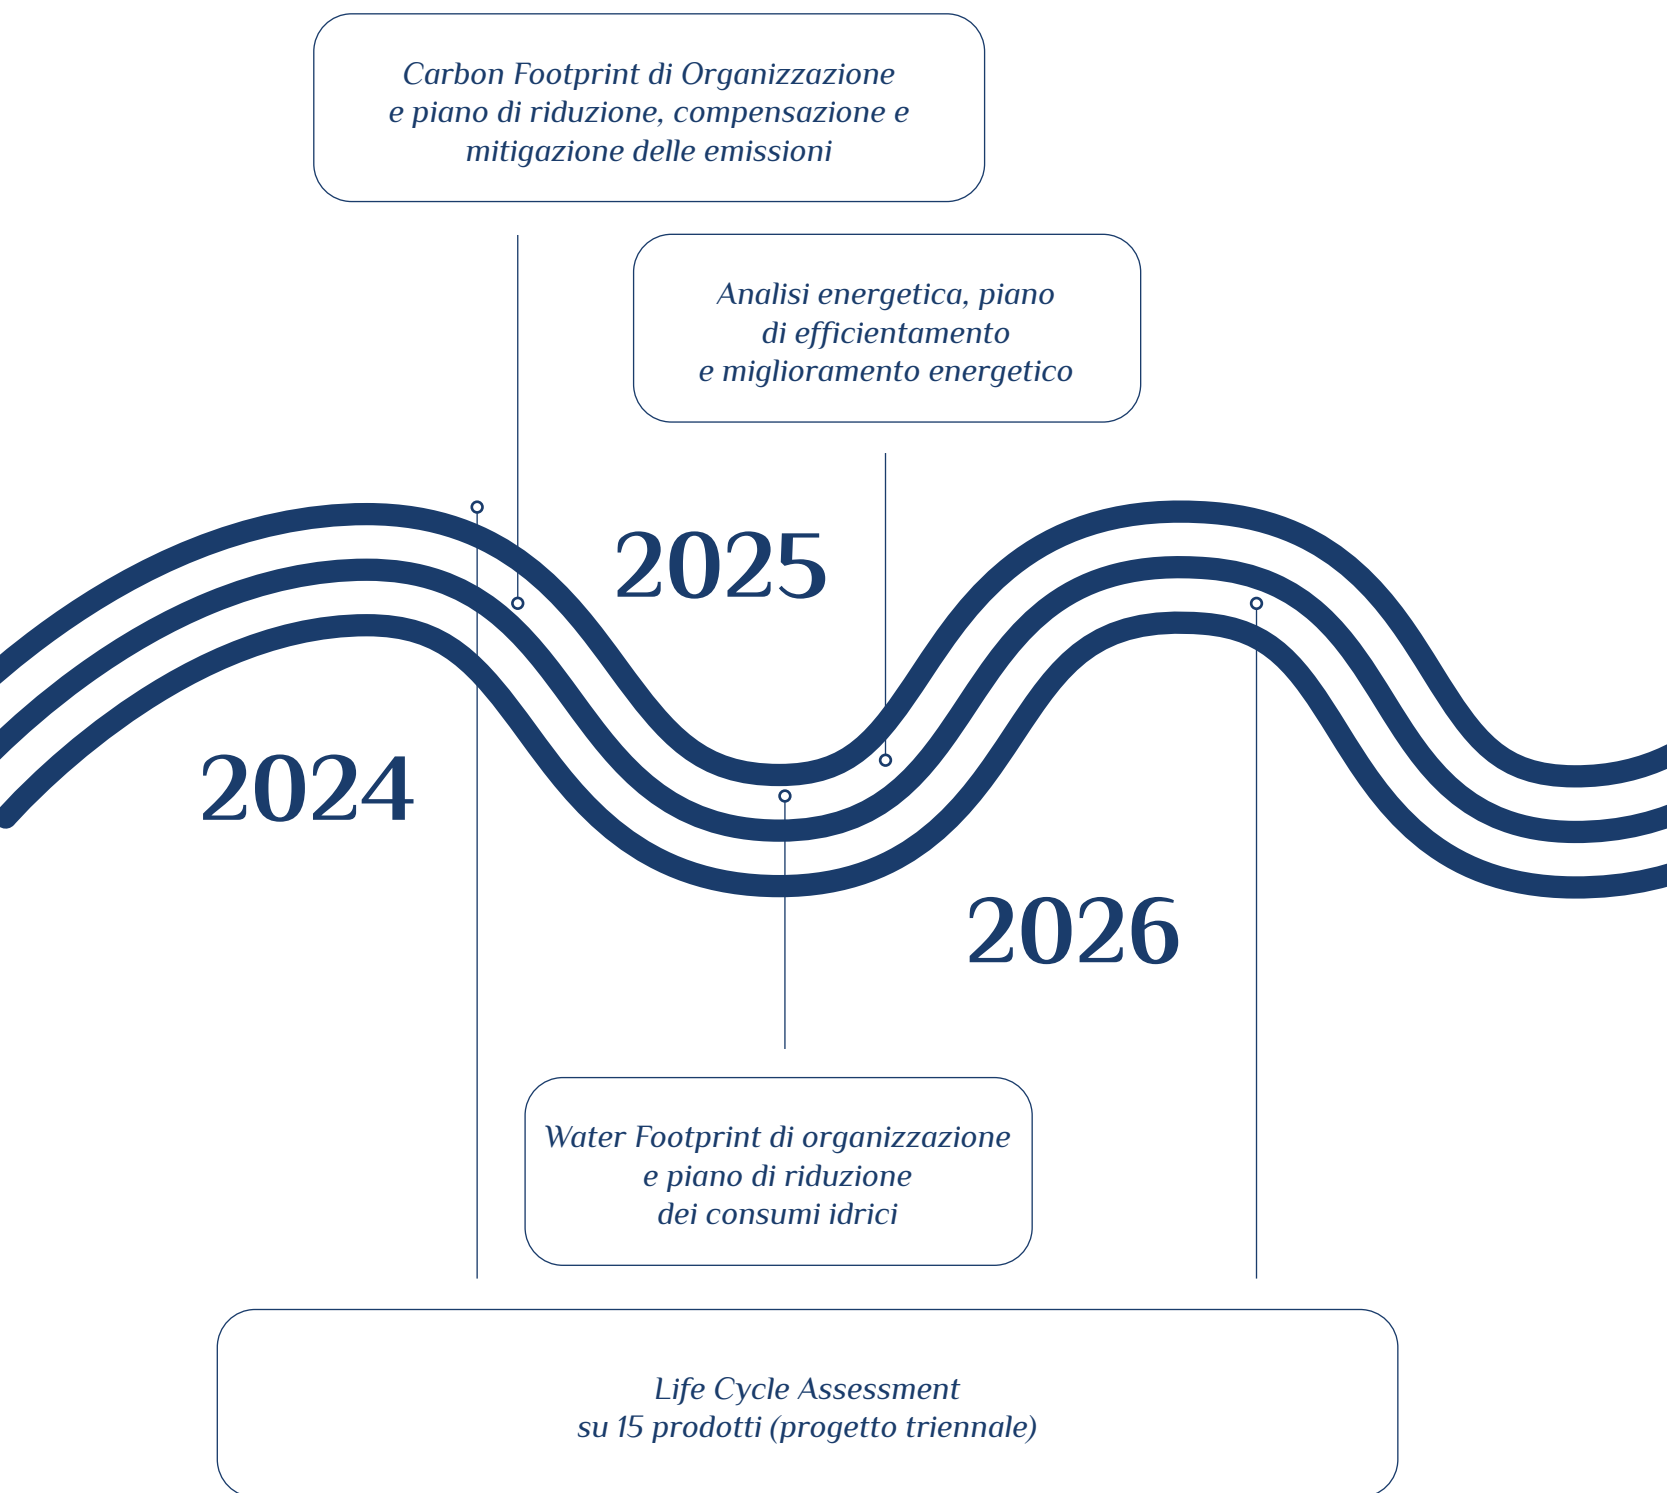 Carbon Footprint di Organizzazione
e piano di riduzione, compensazione e
mitigazione delle emissioni
Analisi energetica, piano
di efficientamento
e miglioramento energetico
2025
2024
2026
Water Footprint di organizzazione
e piano di riduzione
dei consumi idrici
Life Cycle Assessment
su 15 prodotti (progetto triennale)